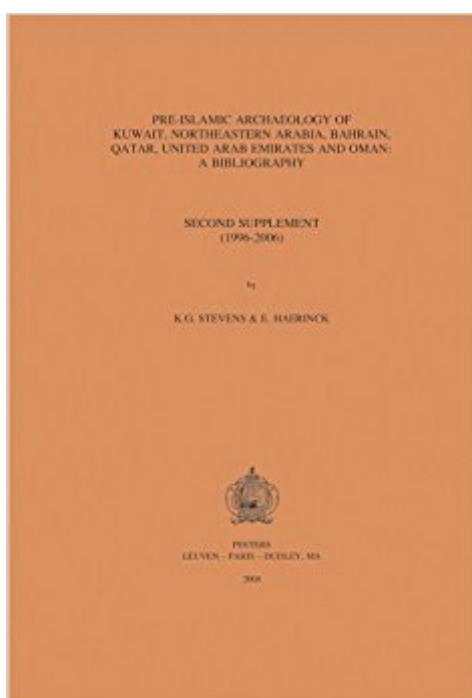 PRE-ISLAMIC ARCHAEOLOGY OF
KUWAIT, NORTHEASTERN ARABIA, BAHRAIN,
QATAR, UNITED ARAB EMIRATES AND OMAN:
A BIBLIOGRAPHY
SECOND SUPPLEMENT
(1996-2006)
by
K.G. STEVENS & E. HAERINCK
PEETERS
LEUVEN – PARIS – DUDLEY, MA
2008